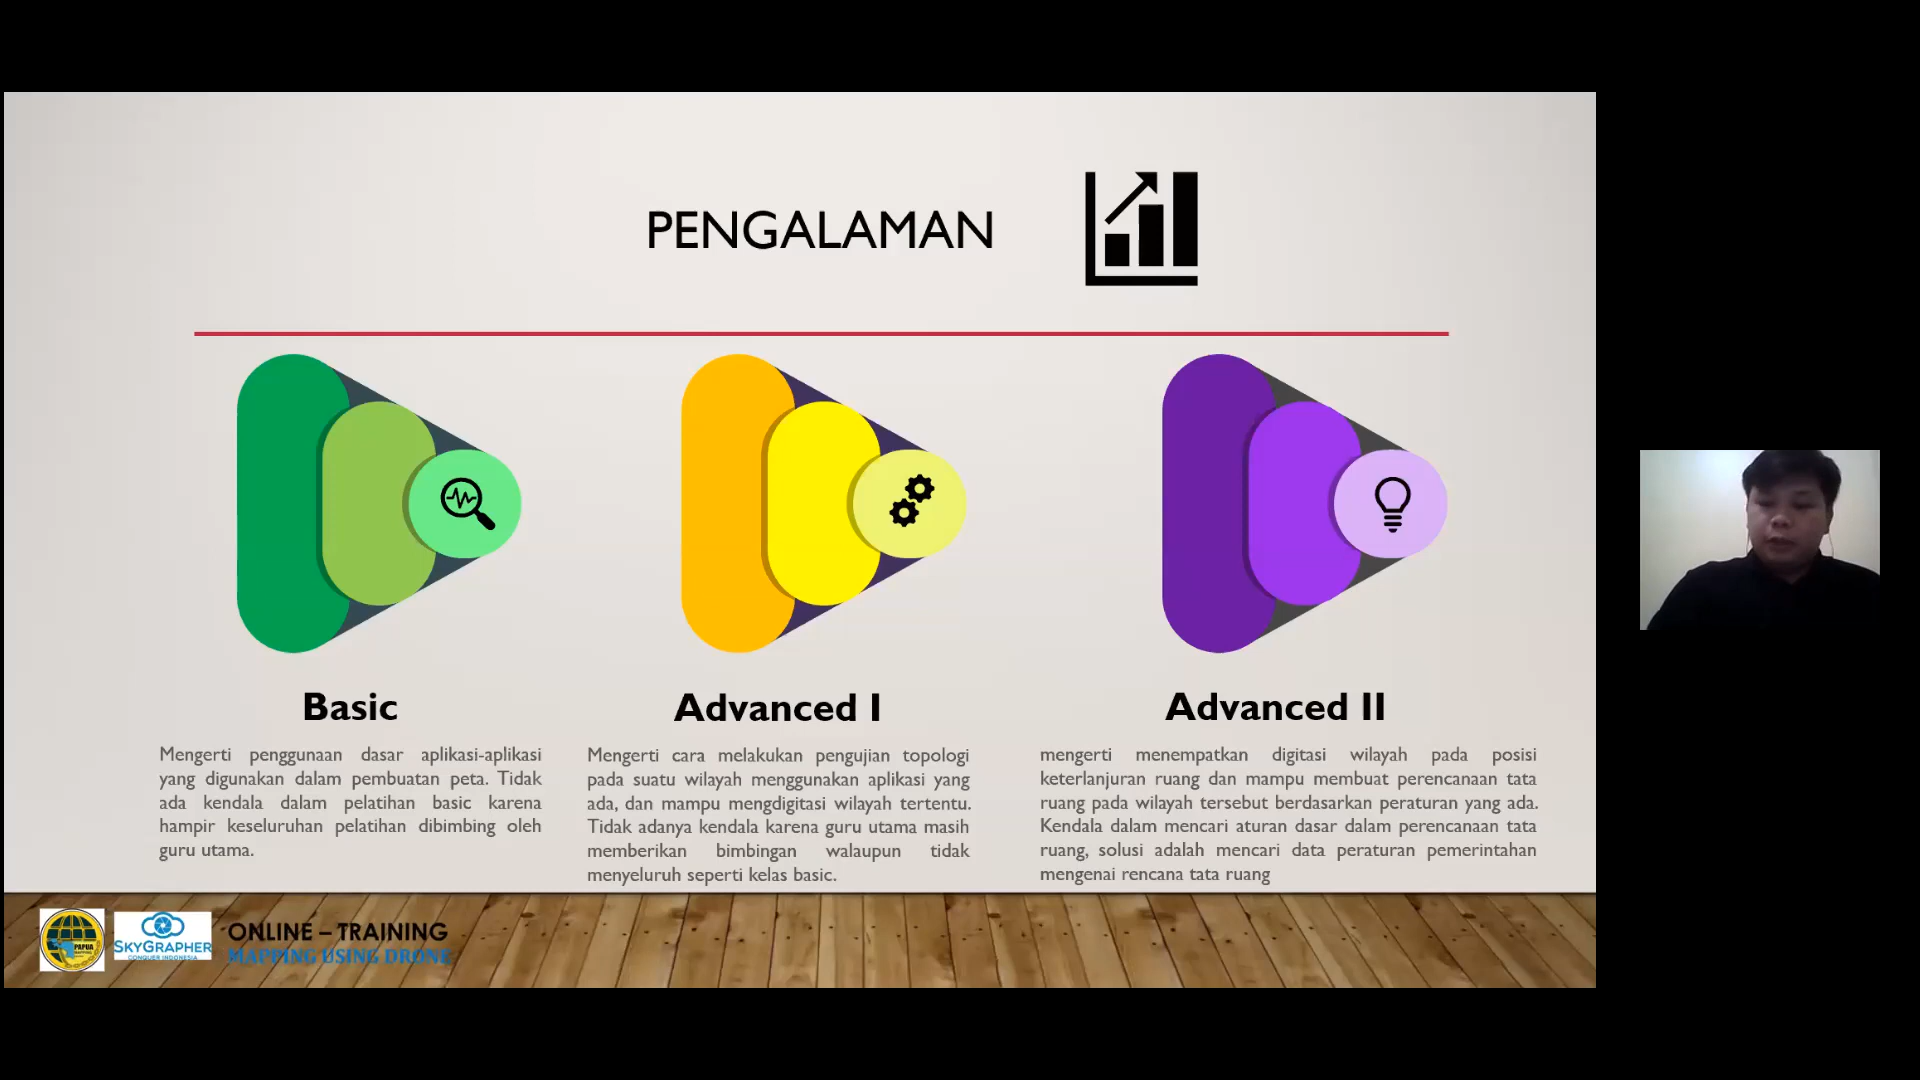 PENGALAMAN
Basic
Mengerti penggunaan dasar aplikasi-aplikasi
yang digunakan dalam pembuatan peta. Tidak
ada kendala dalam pelatihan basic karena
hampir keseluruhan pelatihan dibimbing oleh
guru utama.
Advanced I
Mengerti cara melakukan pengujian topologi
pada suatu wilayah menggunakan aplikasi yang
ada, dan mampu mengdigitasi wilayah tertentu.
Tidak adanya kendala karena guru utama masih
memberikan bimbingan walaupun tidak
menyeluruh seperti kelas basic.
Advanced II
mengerti menempatkan digitasi wilayah pada posisi
keterlanjuran ruang dan mampu membuat perencanaan tata
ruang pada wilayah tersebut berdasarkan peraturan yang ada.
Kendala dalam mencari aturan dasar dalam perencanaan tata
ruang, solusi adalah mencari data peraturan pemerintahan
mengenai rencana tata ruang
PAPUA
SKYGRAPHER
CONQUER INDONESIA
ONLINE – TRAINING
MAPPING USING DRONE